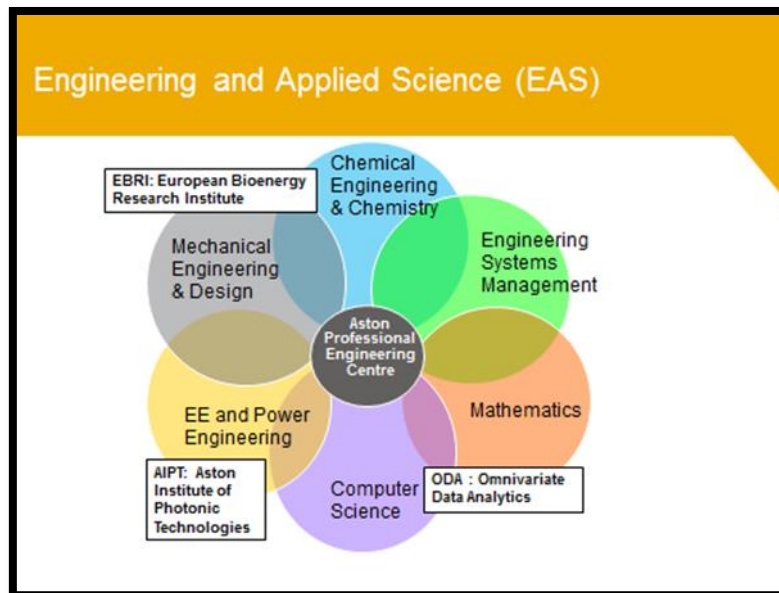 Engineering and Applied Science (EAS)
EBRI: European Bioenergy
Research Institute
Chemical
Engineering
& Chemistry
Mechanical
Engineering
& Design
Engineering
Systems
Management
Aston
Professional
Engineering
Centre
EE and Power
Engineering
Mathematics
AIPT: Aston
Institute of
Photonic
Technologies
Computer
Science
ODA : Omnivariate
Data Analytics